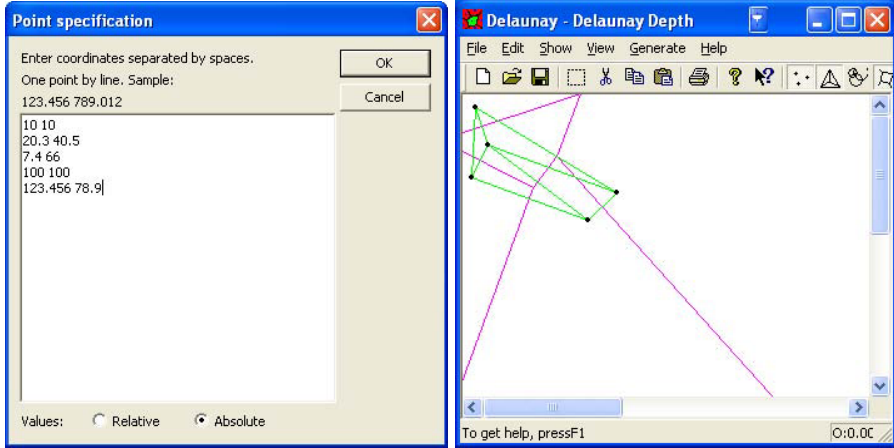 Point specification
Enter coordinates separated by spaces.
One point by line. Sample:
123.456 789.012
OK
Cancel
10 10
20.3 40.5
7.4 66
100 100
123.456 78.9
Values: Relative Absolute
Delaunay - Delaunay Depth
File Edit Show View Generate Help
To get help, pressF1
O:0.0C